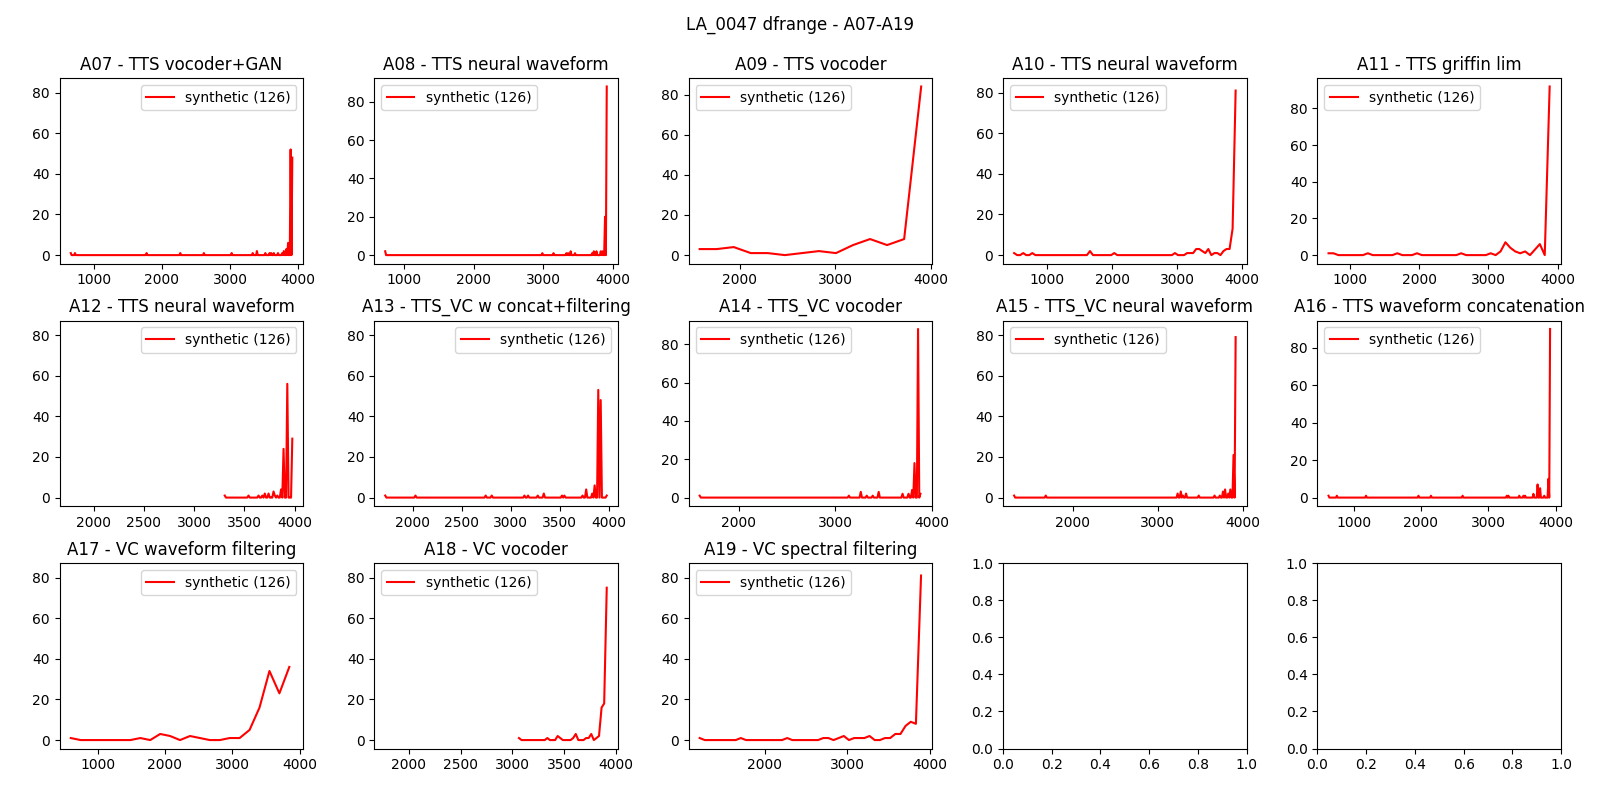 LA_0047 dfrange - A07-A19
A07 - TTS vocoder+GAN
A08 - TTS neural waveform
A09 - TTS vocoder
A10 - TTS neural waveform
A11 - TTS griffin lim
synthetic (126)
synthetic (126)
synthetic (126)
synthetic (126)
synthetic (126)
80
60
40
20
0
1000 2000 3000 4000
80
60
40
20
0
1000 2000 3000 4000
80
60
40
20
0
2000 3000 4000
80
60
40
20
0
1000 2000 3000 4000
80
60
40
20
0
1000 2000 3000 4000
A12 - TTS neural waveform
A13 - TTS_VC w concat+filtering
A14 - TTS_VC vocoder
A15 - TTS_VC neural waveform
A16 - TTS waveform concatenation
synthetic (126)
synthetic (126)
synthetic (126)
synthetic (126)
synthetic (126)
80
60
40
20
0
2000 2500 3000 3500 4000
80
60
40
20
0
2000 2500 3000 3500 4000
80
60
40
20
0
2000 3000 4000
80
60
40
20
0
2000 3000 4000
80
60
40
20
0
1000 2000 3000 4000
A17 - VC waveform filtering
A18 - VC vocoder
A19 - VC spectral filtering
synthetic (126)
synthetic (126)
synthetic (126)
80
60
40
20
0
1000 2000 3000 4000
80
60
40
20
0
2000 2500 3000 3500 4000
80
60
40
20
0
2000 3000 4000
1.0
0.8
0.6
0.4
0.2
0.0
0.0 0.2 0.4 0.6 0.8 1.0
1.0
0.8
0.6
0.4
0.2
0.0
0.0 0.2 0.4 0.6 0.8 1.0